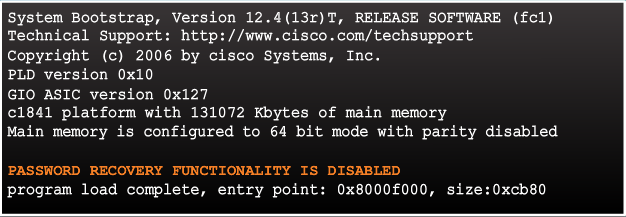 System Bootstrap, Version 12.4(13r)T, RELEASE SOFTWARE (fc1)
Technical Support: http://www.cisco.com/techsupport
Copyright (c) 2006 by cisco Systems, Inc.
PLD version 0x10
GIO ASIC version 0x127
c1841 platform with 131072 Kbytes of main memory
Main memory is configured to 64 bit mode with parity disabled
PASSWORD RECOVERY FUNCTIONALITY IS DISABLED
program load complete, entry point: 0x8000f000, size:0xcb80